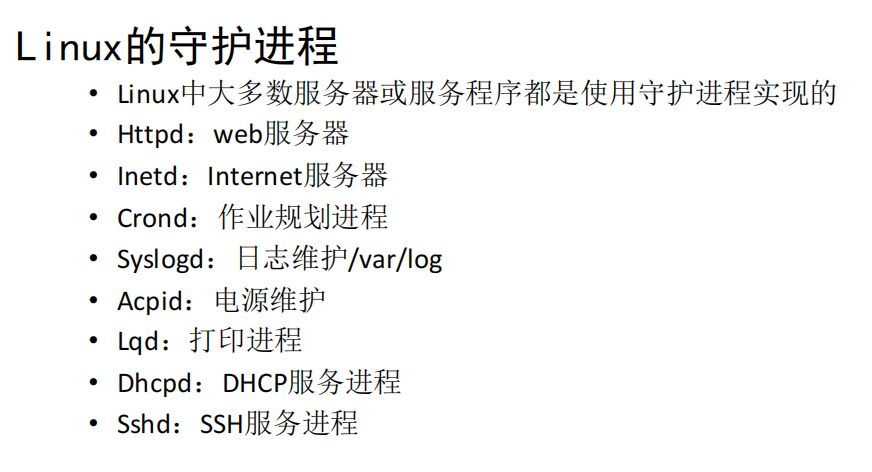 Linux的守护进程
• Linux中大多数服务器或服务程序都是使用守护进程实现的
• Httpd：web服务器
• Inetd：Internet服务器
• Crond：作业规划进程
• Syslogd：日志维护/var/log
• Acpid：电源维护
• Lqd：打印进程
• Dhcpd：DHCP服务进程
• Sshd：SSH服务进程